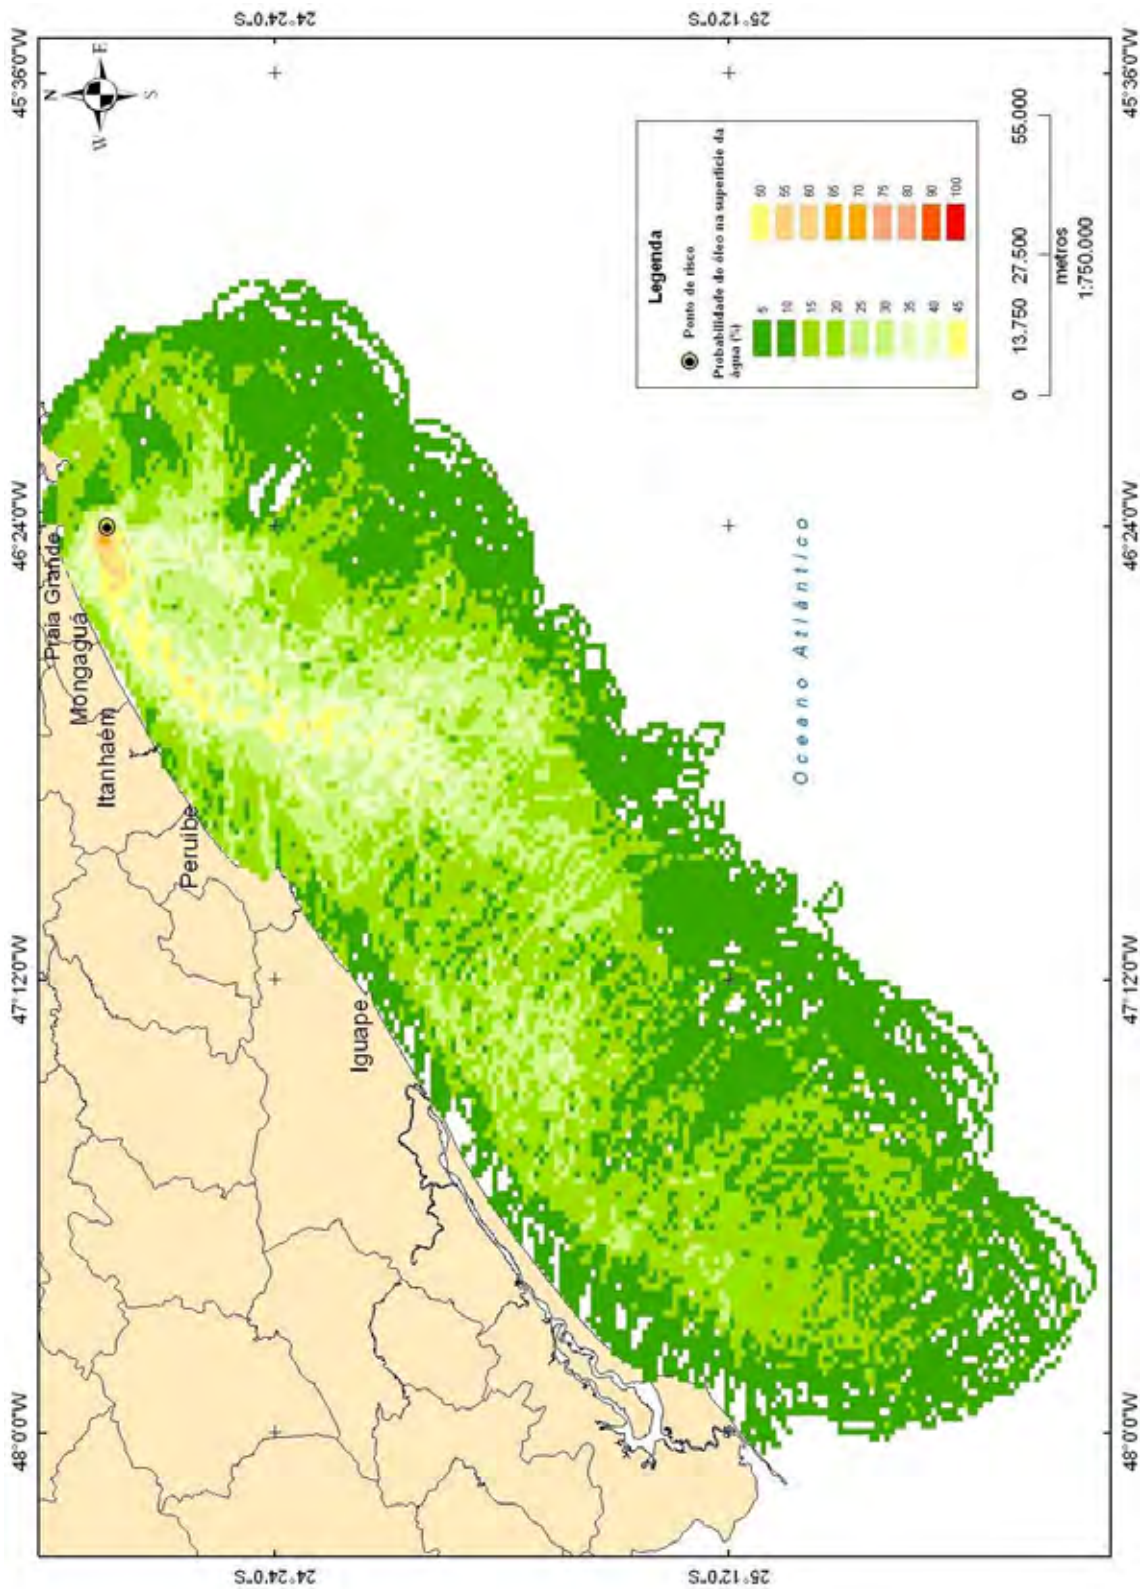 48°0'0"W
47°12'0"W
46°24'0"W
45°36'0"W
24°24'0"S
25°12'0"S
N
W
E
S
Praia Grande
Mongaguá
Itanhaém
Peruíbe
Iguape
Oceano Atlântico
Legenda
Ponto de risco
Probabilidade do óleo na superfície da
água (%)
5
10
15
20
25
30
35
40
45
50
55
60
65
70
75
80
90
100
0 13.750 27.500 55.000
metros
1:750.000
24°24'0"S
25°12'0"S
48°0'0"W
47°12'0"W
46°24'0"W
45°36'0"W